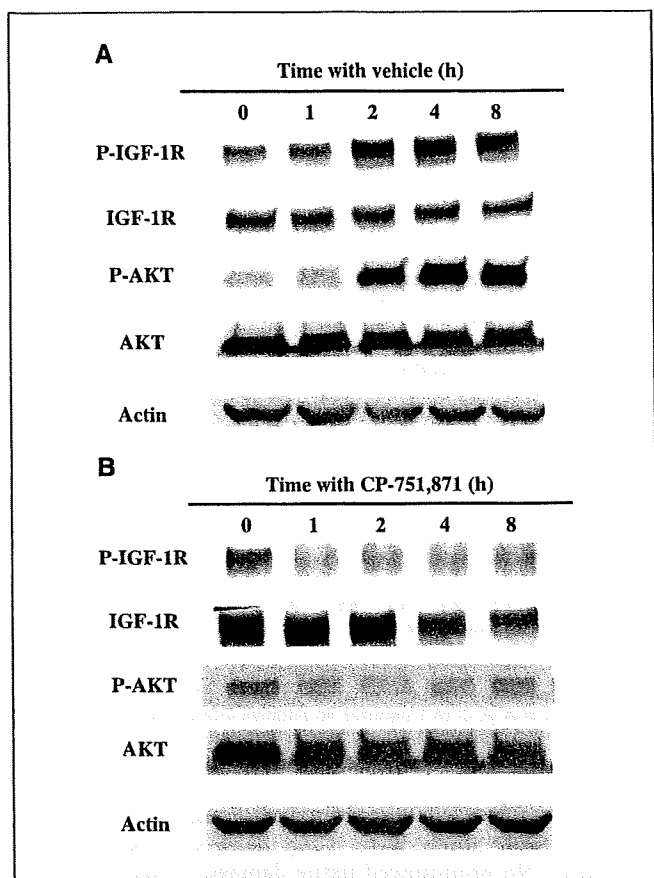 A
Time with vehicle (h)
0 1 2 4 8
P-IGF-1R
IGF-1R
P-AKT
AKT
Actin
B
Time with CP-751,871 (h)
0 1 2 4 8
P-IGF-1R
IGF-1R
P-AKT
AKT
Actin